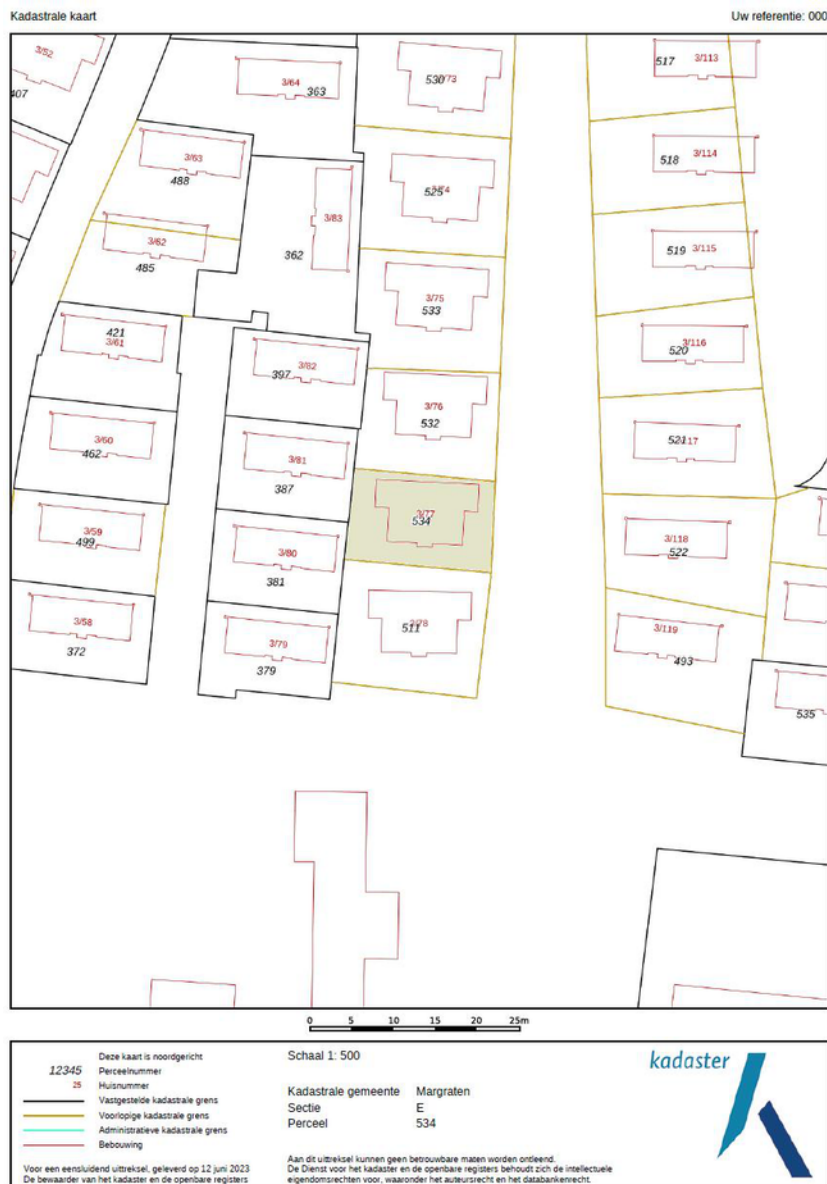 Kadastrale kaart
Uw referentie: 000
3/52
407
3/64
363
530
3/73
517
3/113
3/63
488
525
518
3/114
3/83
362
3/62
485
519
3/115
3/75
533
421
3/61
3/82
397
3/116
520
3/76
532
3/60
462
3/81
387
521
3/77
534
3/59
499
3/80
381
3/118
522
3/58
372
3/79
379
511
3/78
3/119
493
535
0 5 10 15 20 25m
Deze kaart is noordgericht
12345 Perceelnummer
25 Huisnummer
Vastgestelde kadastrale grens
Voorlopige kadastrale grens
Administratieve kadastrale grens
Bebouwing
Voor een eensluidend uittreksel, geleverd op 12 juni 2023
De bewaarder van het kadaster en de openbare registers
Schaal 1: 500
Kadastrale gemeente Margraten
Sectie E
Perceel 534
Aan dit uittreksel kunnen geen betrouwbare maten worden ontleend.
De Dienst voor het kadaster en de openbare registers behoudt zich de intellectuele
eigendomsrechten voor, waaronder het auteursrecht en het databankenrecht.
kadaster